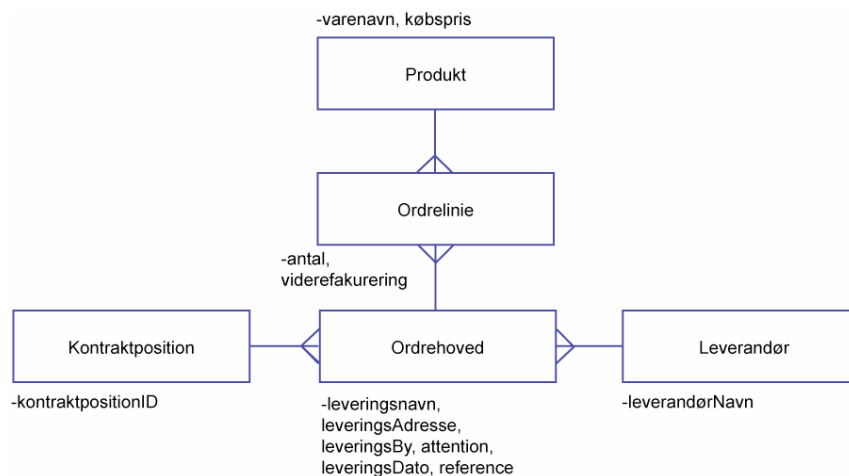 -varenavn, købspris
Produkt
Ordrelinie
-antal,
viderefakurering
Kontraktposition
Ordrehoved
Leverandør
-kontraktpositionID
-leveringsnavn,
leveringsAdresse,
leveringsBy, attention,
leveringsDato, reference
-leverandørNavn